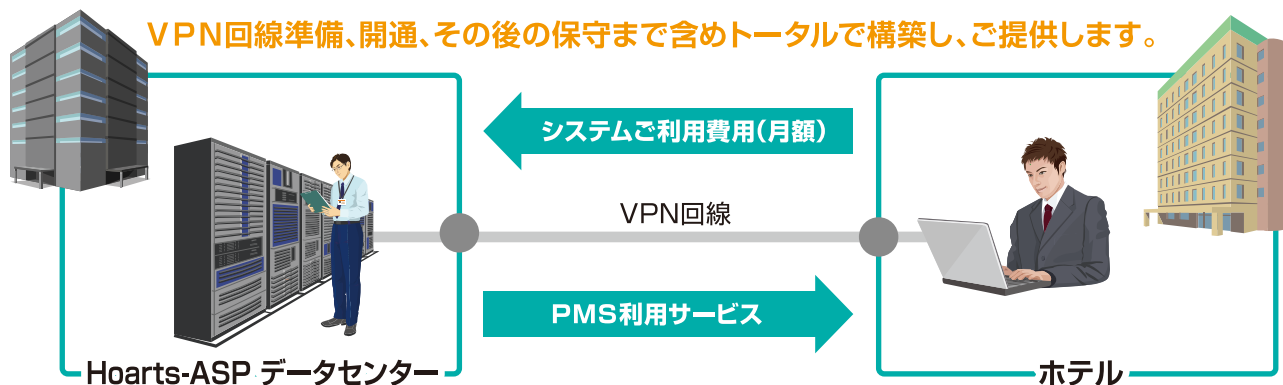 VPN回線準備、開通、その後の保守まで含めトータルで構築し、ご提供します。
システムご利用費用(月額)
VPN回線
PMS利用サービス
Hoarts-ASP データセンター
ホテル